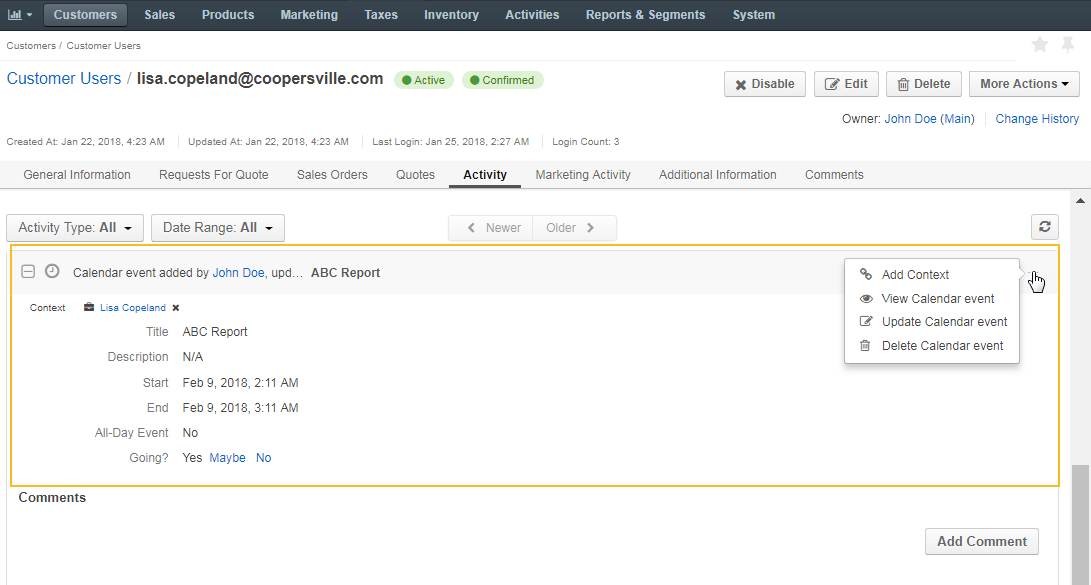 Customers Sales Products Marketing Taxes Inventory Activities Reports & Segments System
Customers / Customer Users
Customer Users / lisa.copeland@coopersville.com Active Confirmed
Disable Edit Delete More Actions
Owner: John Doe (Main) Change History
Created At: Jan 22, 2018, 4:23 AM Updated At: Jan 22, 2018, 4:23 AM Last Login: Jan 25, 2018, 2:27 AM Login Count: 3
General Information Requests For Quote Sales Orders Quotes Activity Marketing Activity Additional Information Comments
Activity Type: All Date Range: All Newer Older
Calendar event added by John Doe, upd... ABC Report
Add Context
View Calendar event
Update Calendar event
Delete Calendar event
Context Lisa Copeland
Title ABC Report
Description N/A
Start Feb 9, 2018, 2:11 AM
End Feb 9, 2018, 3:11 AM
All-Day Event No
Going? Yes Maybe No
Comments
Add Comment